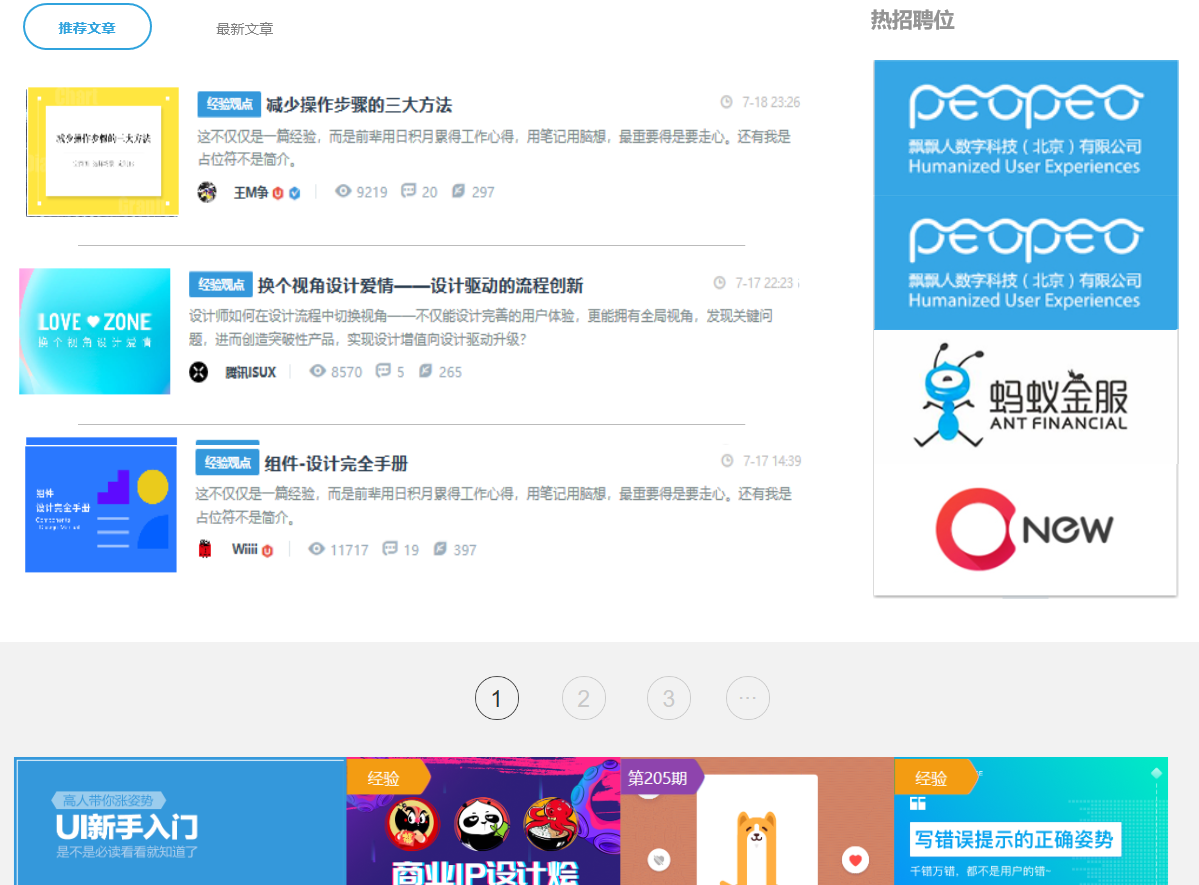 推荐文章
最新文章
热招聘位
减少操作步骤的三大方法
经验观点 减少操作步骤的三大方法
7-18 23:26
这不仅仅是一篇经验，而是前辈用日积月累得工作心得，用笔记用脑想，最重要得是要走心。还有我是
占位符不是简介。
王M争
9219 20 297
LOVE ZONE
换个视角设计爱情
经验观点 换个视角设计爱情——设计驱动的流程创新
7-17 22:23
设计师如何在设计流程中切换视角——不仅能设计完善的用户体验，更能拥有全局视角，发现关键问
题，进而创造突破性产品，实现设计增值向设计驱动升级？
腾讯ISUX
8570 5 265
组件
设计完全手册
Components
经验观点 组件-设计完全手册
7-17 14:39
这不仅仅是一篇经验，而是前辈用日积月累得工作心得，用笔记用脑想，最重要得是要走心。还有我是
占位符不是简介。
Wiiii
11717 19 397
peopeo
飘飘人数字科技（北京）有限公司
Humanized User Experiences
peopeo
飘飘人数字科技（北京）有限公司
Humanized User Experiences
蚂蚁金服
ANT FINANCIAL
New
1
2
3
···
高人带你涨姿势
UI新手入门
是不是必读看看就知道了
经验
商业IP设计烩
第205期
经验
写错误提示的正确姿势
千错万错，都不是用户的错~